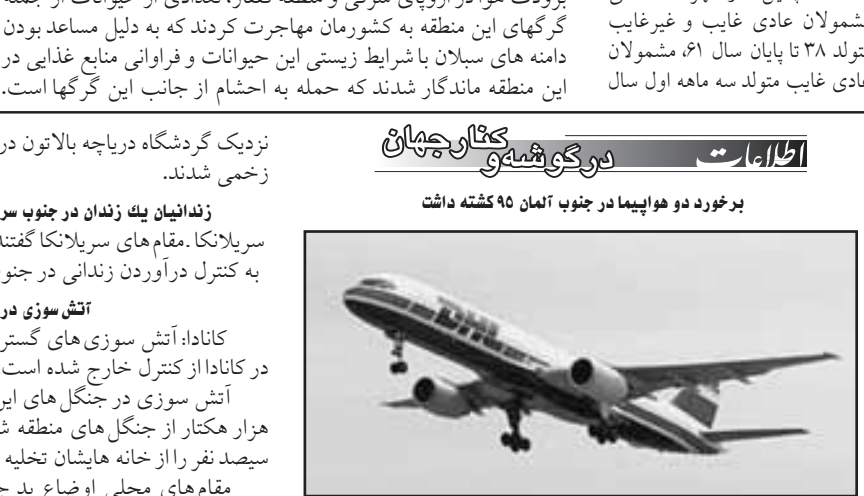 مشمولان عادی غایب و غیرغایب
متولد ۳۸ تا پایان سال ۶۱، مشمولان
عادی غایب متولد سه ماهه اول سال
گرگهای این منطقه به کشورمان مهاجرت کردند که به دلیل مساعد بودن
دامنه های سبلان با شرایط زیستی این حیوانات و فراوانی منابع غذایی در
این منطقه ماندگار شدند که حمله به احشام از جانب این گرگها است.
اطلاعات
درگوشه و کنار جهان
برخورد دو هواپیما در جنوب آلمان ۹۵ کشته داشت
DHL
نزدیک گردشگاه دریاچه بالاتون در
زخمی شدند.
زندانیان یك زندان در جنوب سر
سریلانکا ـ مقام های سریلانکا گفتند
به کنترل درآوردن زندانی در جنو
آتش سوزی در
کانادا: آتش سوزی های گستر
در کانادا از کنترل خارج شده است.
آتش سوزی در جنگل های این
هزار هکتار از جنگل های منطقه ش
سیصد نفر را از خانه هایشان تخلیه
مقام های محلی اوضاع بد ج